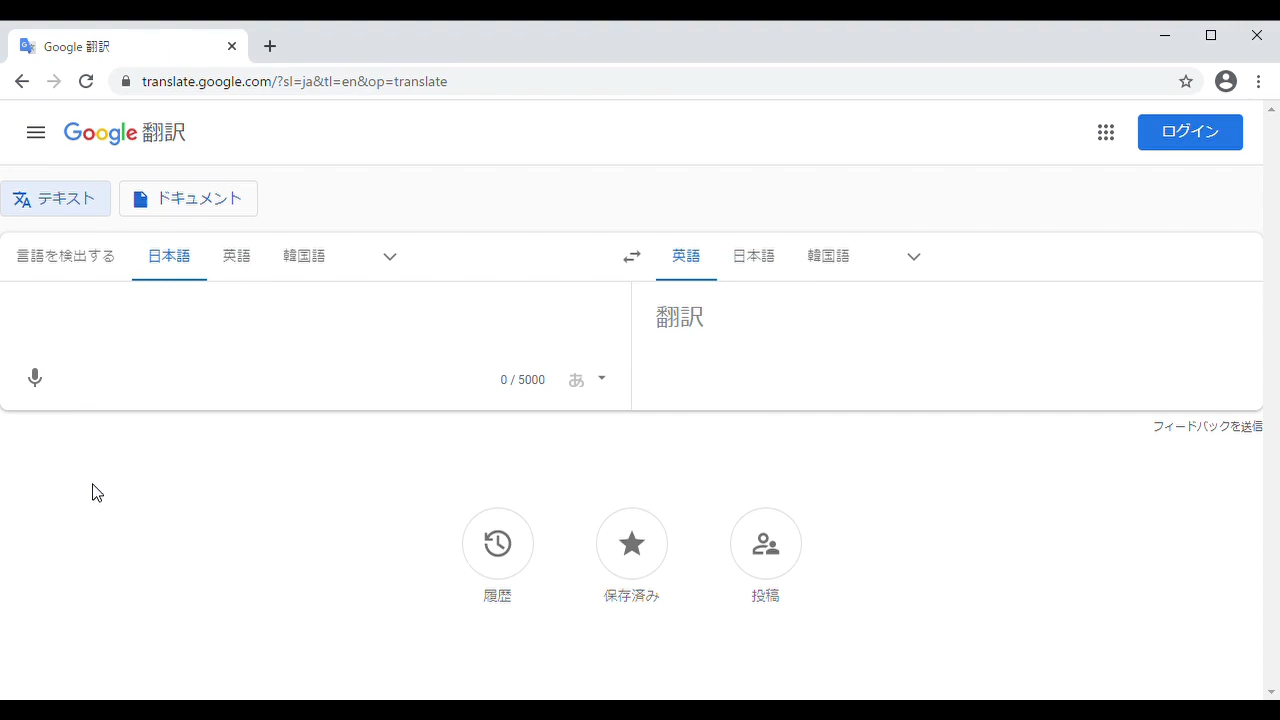 Google 翻訳
translate.google.com/?sl=ja&tl=en&op=translate
Google 翻訳
ログイン
テキスト ドキュメント
言語を検出する 日本語 英語 韓国語 英語 日本語 韓国語
翻訳
0 / 5000 あ
フィードバックを送信
履歴 保存済み 投稿